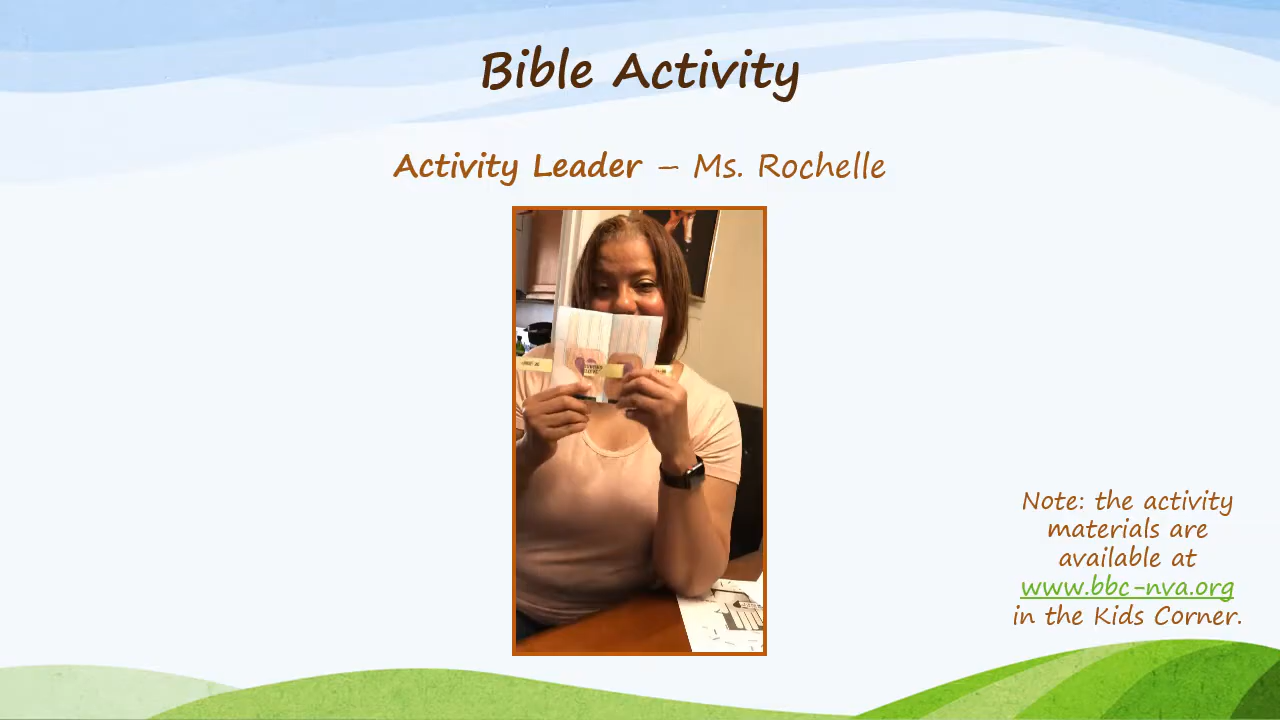 Bible Activity
Activity Leader – Ms. Rochelle
Note: the activity
materials are
available at
www.bbc-nva.org
in the Kids Corner.